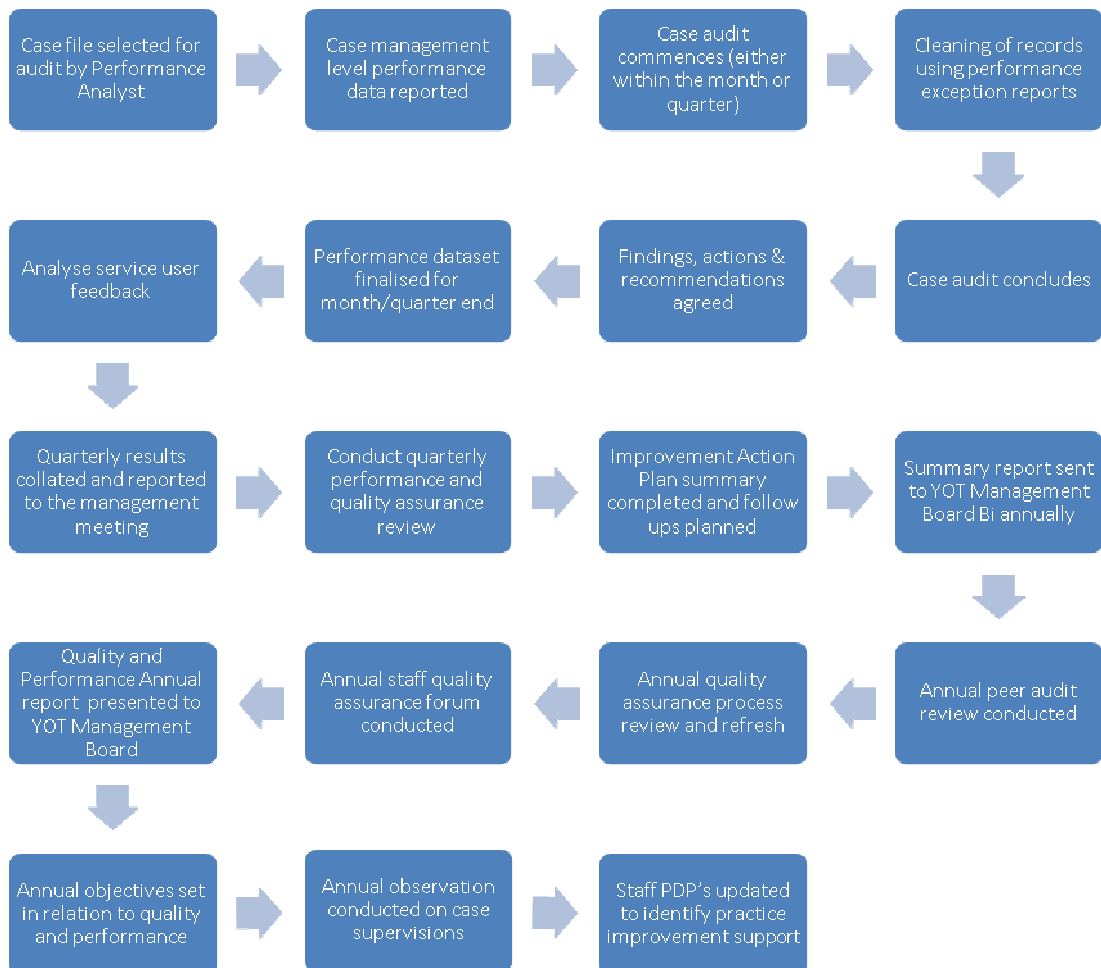 Case file selected for
audit by Performance
Analyst
Case management
level performance
data reported
Case audit
commences (either
within the month or
quarter)
Cleaning of records
using performance
exception reports
Case audit concludes
Findings, actions &
recommendations
agreed
Performance dataset
finalised for
month/quarter end
Analyse service user
feedback
Quarterly results
collated and reported
to the management
meeting
Conduct quarterly
performance and
quality assurance
review
Improvement Action
Plan summary
completed and follow
ups planned
Summary report sent
to YOT Management
Board Bi annually
Annual peer audit
review conducted
Annual quality
assurance process
review and refresh
Annual staff quality
assurance forum
conducted
Quality and
Performance Annual
report presented to
YOT Management
Board
Annual objectives set
in relation to quality
and performance
Annual observation
conducted on case
supervisions
Staff PDP's updated
to identify practice
improvement support